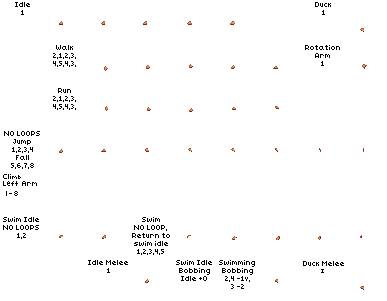 Idle
1
Duck
1
Walk
2,1,2,3,
4,5,4,3,
Rotation
Arm
1
Run
2,1,2,3,
4,5,4,3,
NO LOOPS
Jump
1,2,3,4
Fall
5,6,7,8
Climb
Left Arm
1-8
Swim Idle
NO LOOPS
1,2
Swim
NO LOOP,
Return to
swim idle
1,2,3,4,5
Idle Melee
1
Swim Idle
Bobbing
Idle +0
Swimming
Bobbing
2,4 -1v,
3 -2
Duck Melee
1